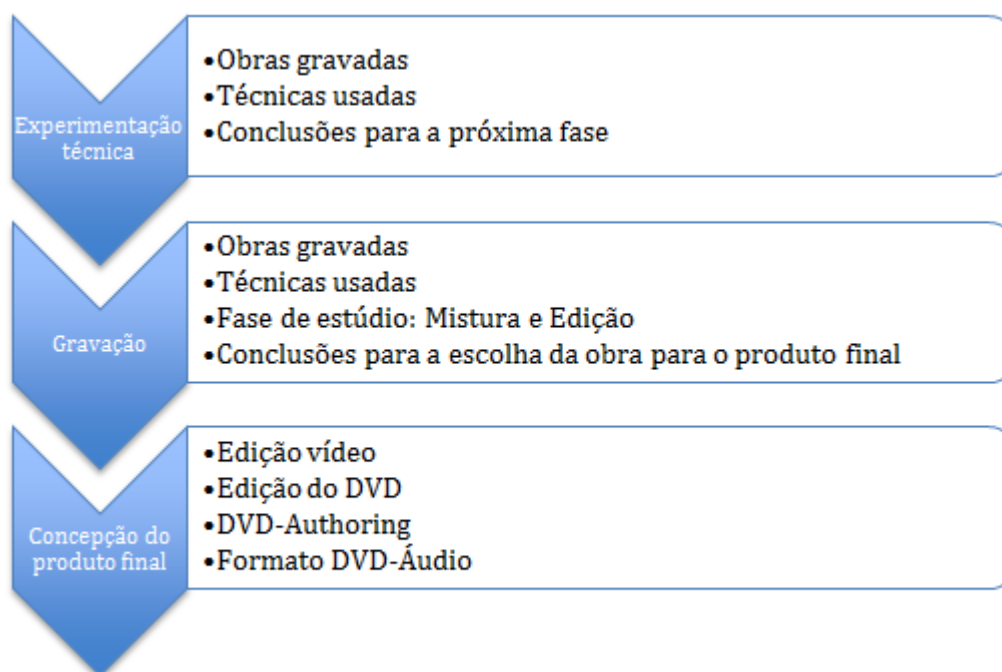 Experimentação
técnica
•Obras gravadas
•Técnicas usadas
•Conclusões para a próxima fase
Gravação
•Obras gravadas
•Técnicas usadas
•Fase de estúdio: Mistura e Edição
•Conclusões para a escolha da obra para o produto final
Concepção do
produto final
•Edição vídeo
•Edição do DVD
•DVD-Authoring
•Formato DVD-Áudio